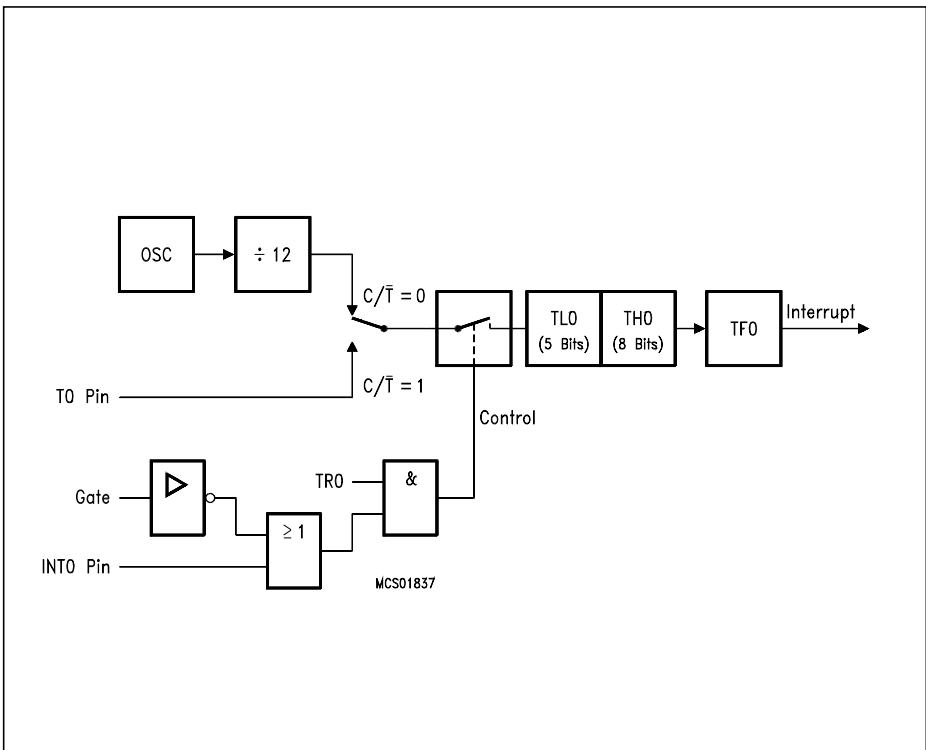 OSC
÷ 12
C/T̅ = 0
TL0
(5 Bits)
TH0
(8 Bits)
TF0
Interrupt
C/T̅ = 1
T0 Pin
Control
TR0
&
Gate
≥ 1
INT0 Pin
MCS01837